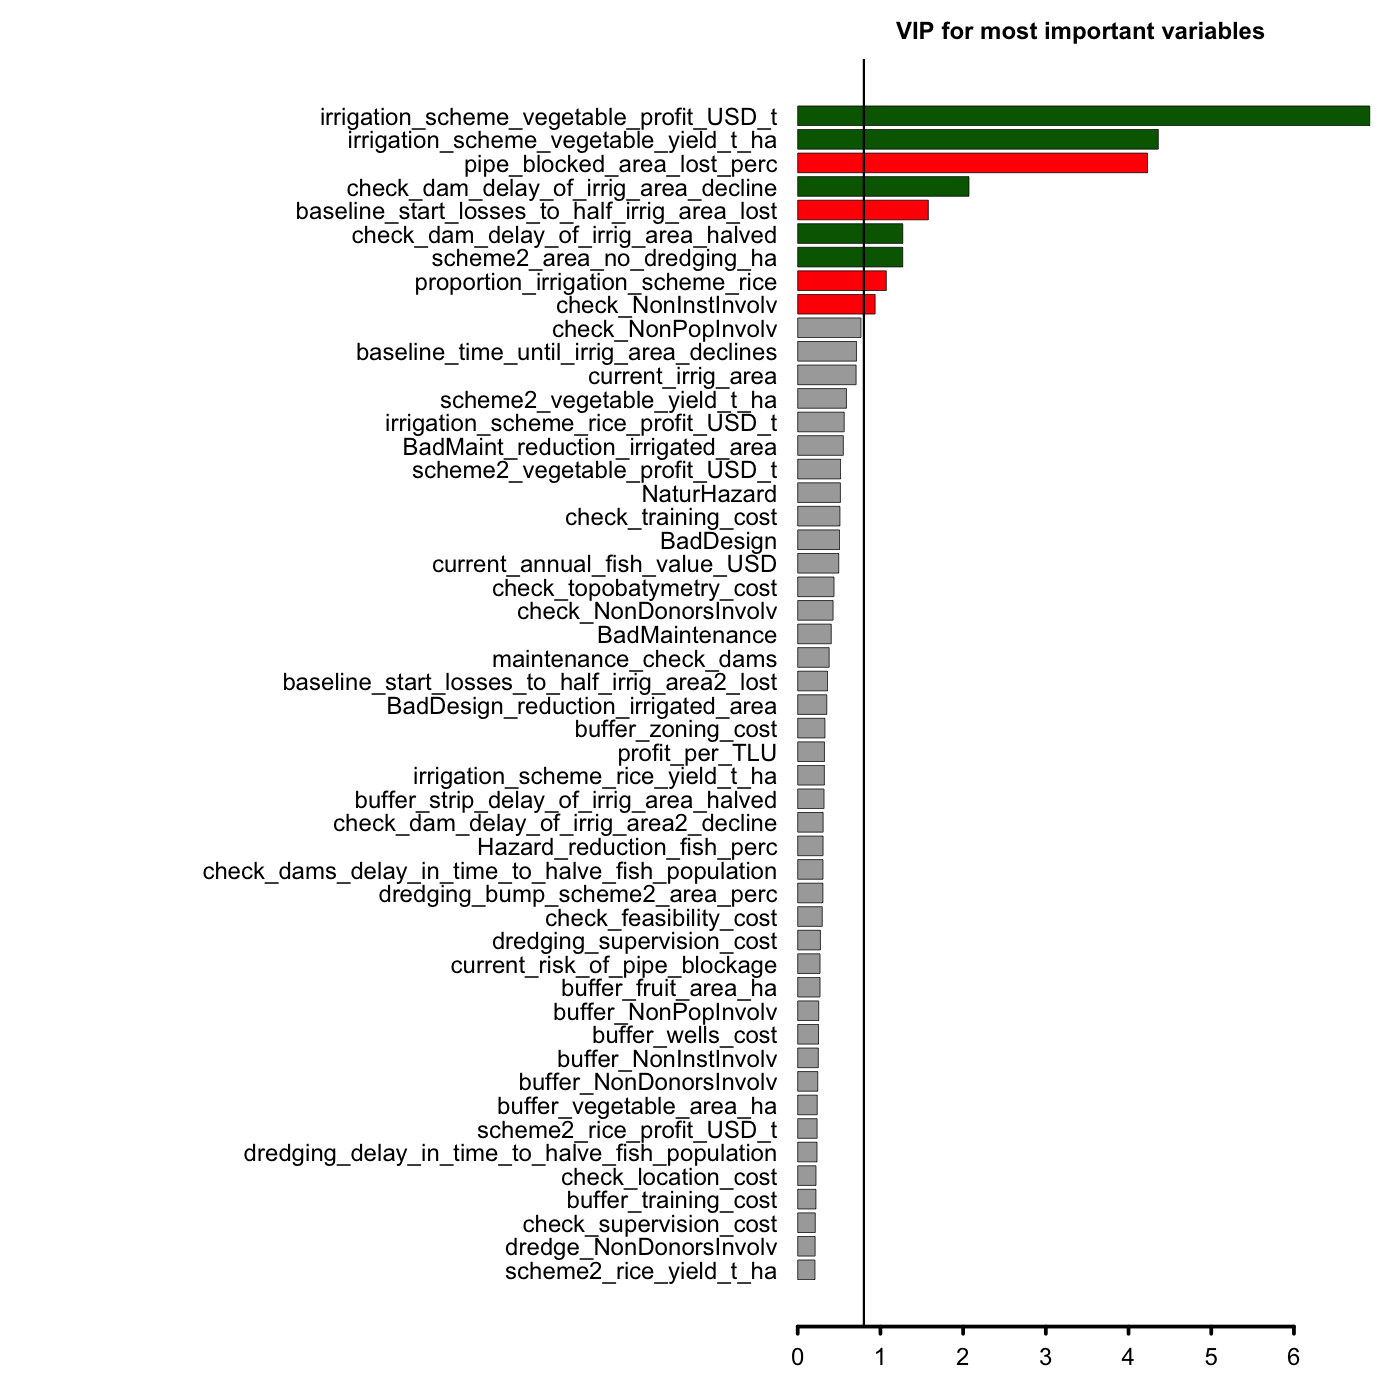 VIP for most important variables
irrigation_scheme_vegetable_profit_USD_t
irrigation_scheme_vegetable_yield_t_ha
pipe_blocked_area_lost_perc
check_dam_delay_of_irrig_area_decline
baseline_start_losses_to_half_irrig_area_lost
check_dam_delay_of_irrig_area_halved
scheme2_area_no_dredging_ha
proportion_irrigation_scheme_rice
check_NonInstInvolv
check_NonPopInvolv
baseline_time_until_irrig_area_declines
current_irrig_area
scheme2_vegetable_yield_t_ha
irrigation_scheme_rice_profit_USD_t
BadMaint_reduction_irrigated_area
scheme2_vegetable_profit_USD_t
NaturHazard
check_training_cost
BadDesign
current_annual_fish_value_USD
check_topobatymetry_cost
check_NonDonorsInvolv
BadMaintenance
maintenance_check_dams
baseline_start_losses_to_half_irrig_area2_lost
BadDesign_reduction_irrigated_area
buffer_zoning_cost
profit_per_TLU
irrigation_scheme_rice_yield_t_ha
buffer_strip_delay_of_irrig_area_halved
check_dam_delay_of_irrig_area2_decline
Hazard_reduction_fish_perc
check_dams_delay_in_time_to_halve_fish_population
dredging_bump_scheme2_area_perc
check_feasibility_cost
dredging_supervision_cost
current_risk_of_pipe_blockage
buffer_fruit_area_ha
buffer_NonPopInvolv
buffer_wells_cost
buffer_NonInstInvolv
buffer_NonDonorsInvolv
buffer_vegetable_area_ha
scheme2_rice_profit_USD_t
dredging_delay_in_time_to_halve_fish_population
check_location_cost
buffer_training_cost
check_supervision_cost
dredge_NonDonorsInvolv
scheme2_rice_yield_t_ha
0 1 2 3 4 5 6